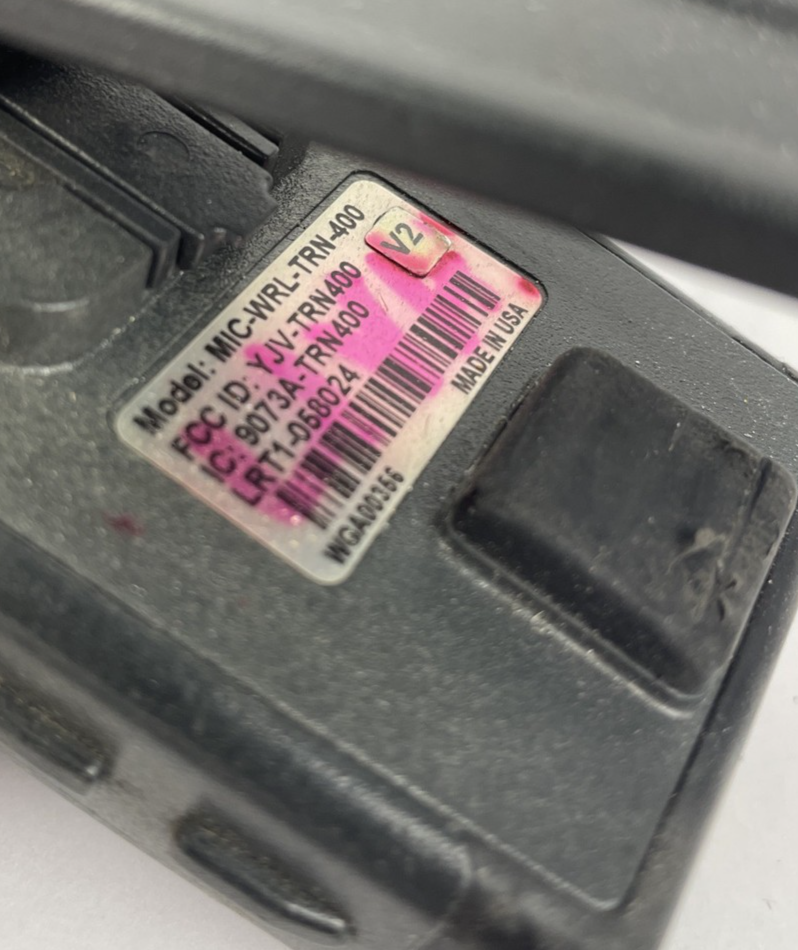 Model: MIC-WRL-TRN-400
V2
FCC ID: YJV-TRN400
IC: 9073A-TRN400
LRT1-058024
MADE IN USA
WGA00356